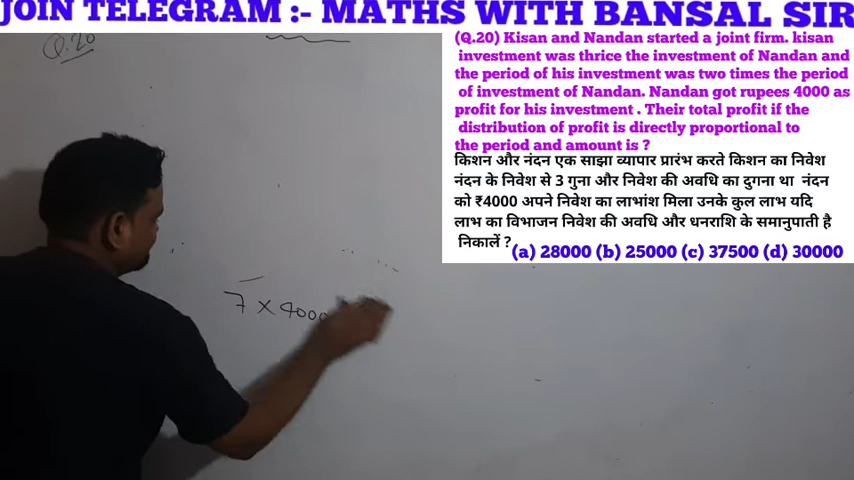 JOIN TELEGRAM :- MATHS WITH BANSAL SIR
Q.20
(Q.20) Kisan and Nandan started a joint firm. kisan
investment was thrice the investment of Nandan and
the period of his investment was two times the period
of investment of Nandan. Nandan got rupees 4000 as
profit for his investment . Their total profit if the
distribution of profit is directly proportional to
the period and amount is ?
किशन और नंदन एक साझा व्यापार प्रारंभ करते किशन का निवेश
नंदन के निवेश से 3 गुना और निवेश की अवधि का दुगना था नंदन
को ₹4000 अपने निवेश का लाभांश मिला उनके कुल लाभ यदि
लाभ का विभाजन निवेश की अवधि और धनराशि के समानुपाती है
निकालें ?
(a) 28000 (b) 25000 (c) 37500 (d) 30000
7 × 4000